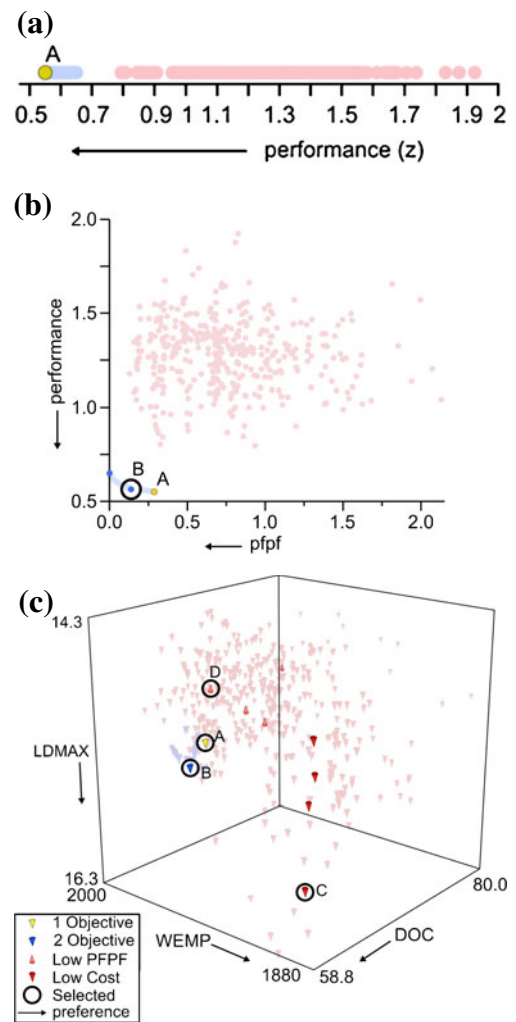 (a)
A
0.5 0.7 0.9 1 1.1 1.3 1.5 1.7 1.9 2
performance (z)
(b)
2.0
1.5
1.0
0.5
performance
B
A
0.0 0.5 1.0 1.5 2.0
pfpf
(c)
14.3
D
A
B
LDMAX
16.3
2000
C
80.0
WEMP
DOC
1880
58.8
1 Objective
2 Objective
Low PFPF
Low Cost
Selected
preference